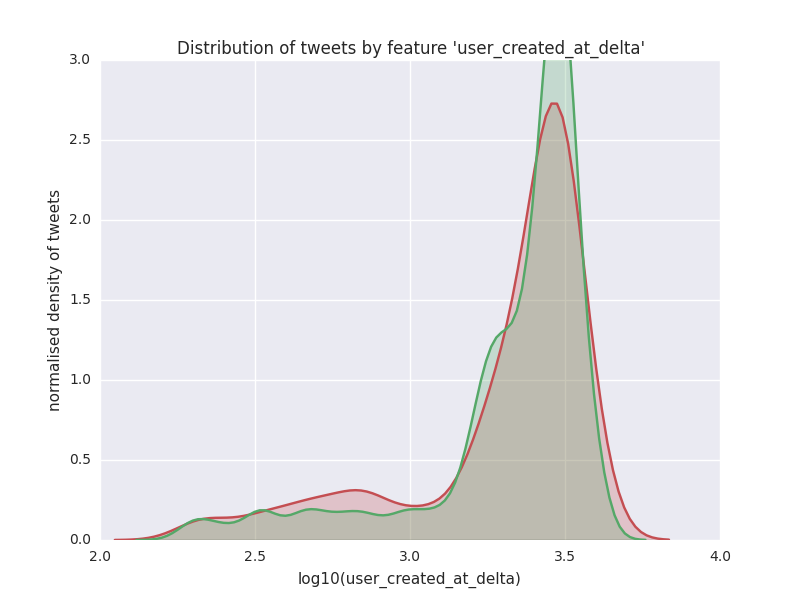 Distribution of tweets by feature 'user_created_at_delta'
3.0
2.5
2.0
1.5
1.0
0.5
0.0
normalised density of tweets
2.0 2.5 3.0 3.5 4.0
log10(user_created_at_delta)